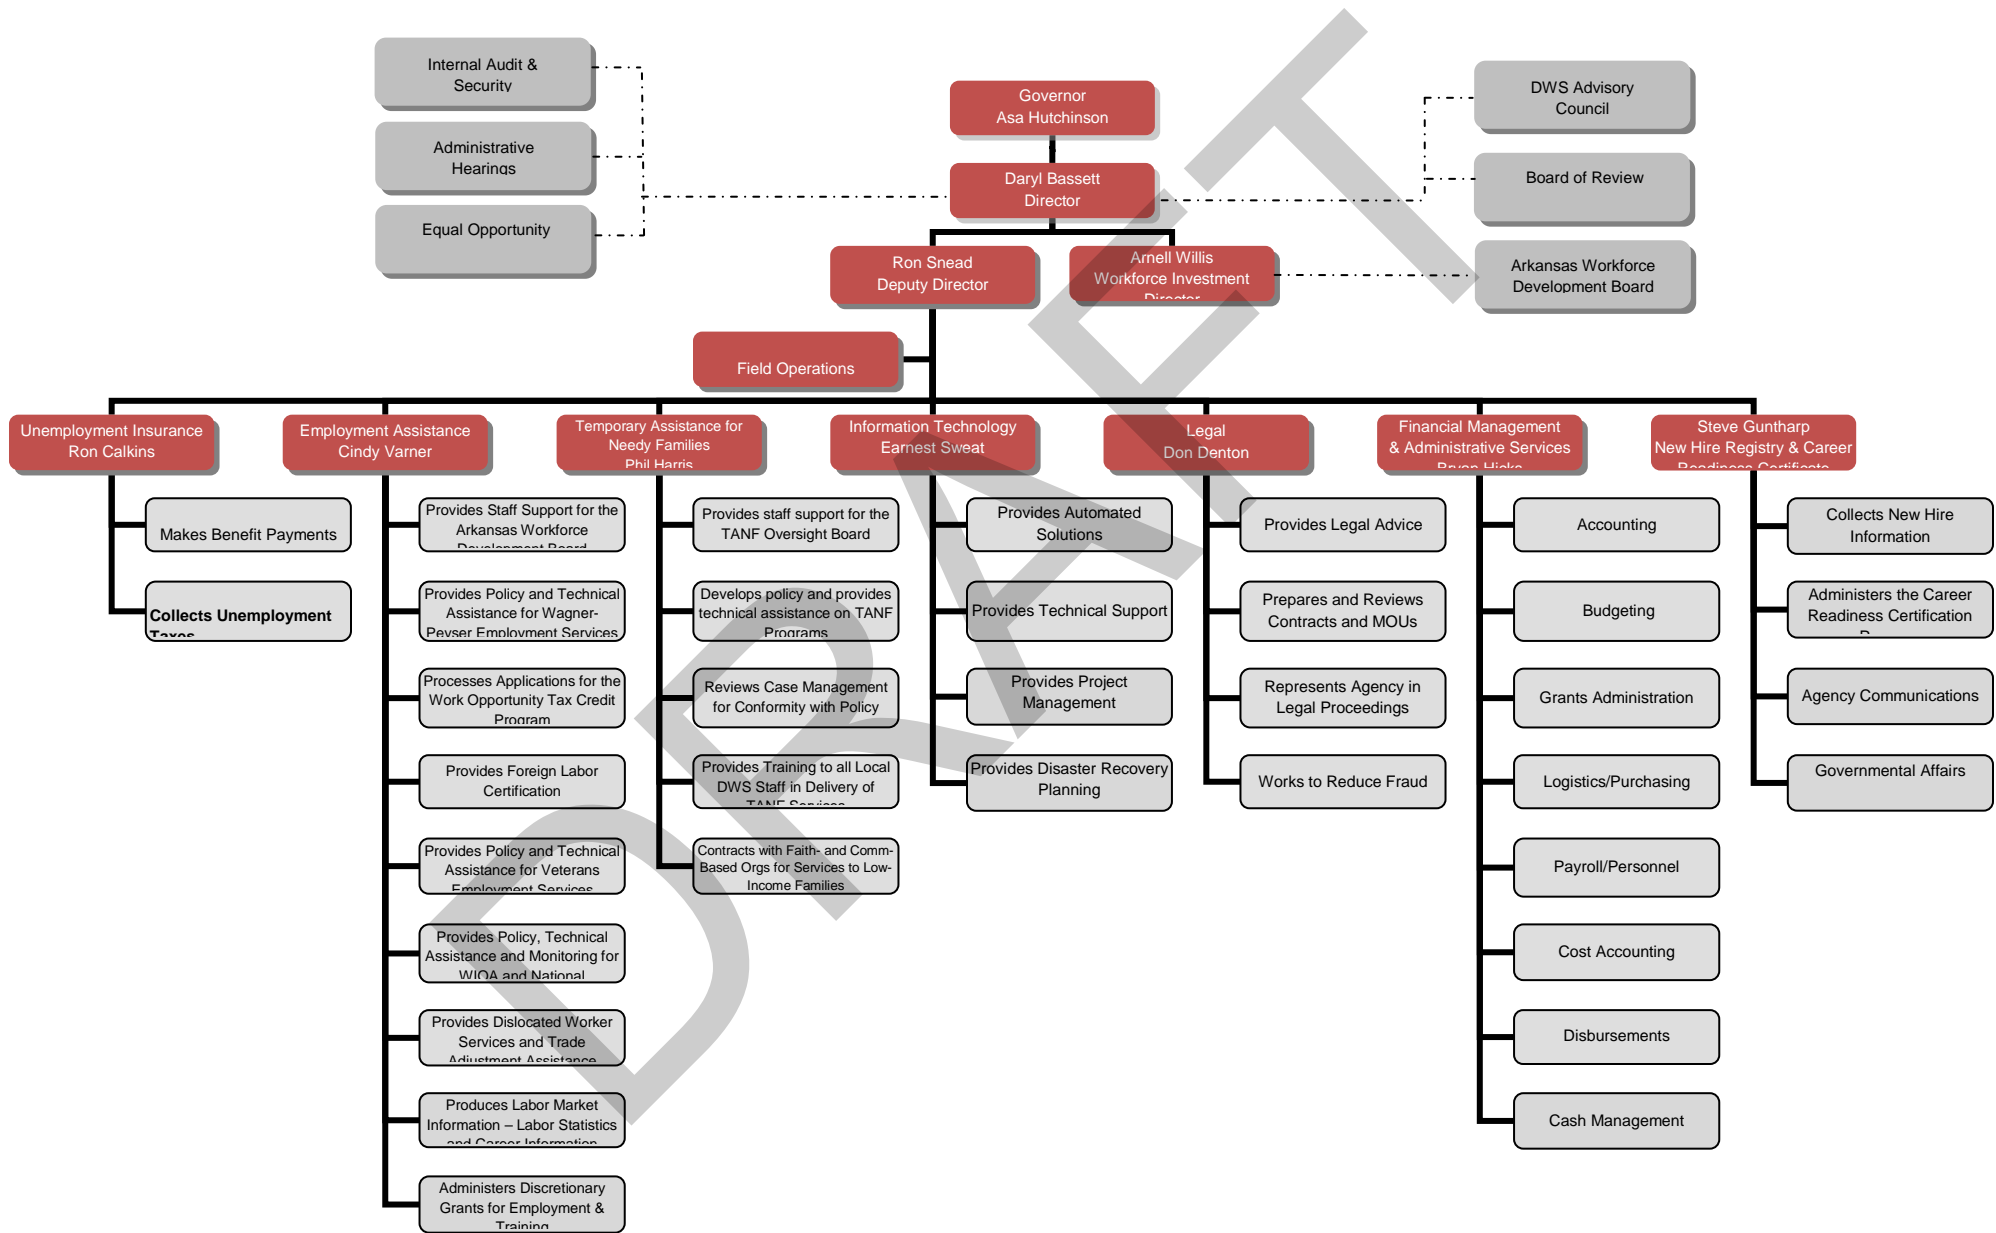 Internal Audit &
Security
Administrative
Hearings
Equal Opportunity
Governor
Asa Hutchinson
Daryl Bassett
Director
DWS Advisory
Council
Board of Review
Arkansas Workforce
Development Board
Ron Snead
Deputy Director
Arnell Willis
Workforce Investment
Director
Field Operations
Unemployment Insurance
Ron Calkins
Makes Benefit Payments
Collects Unemployment
Taxes
Employment Assistance
Cindy Varner
Provides Staff Support for the
Arkansas Workforce
Development Board
Provides Policy and Technical
Assistance for Wagner-
Peyser Employment Services
Processes Applications for the
Work Opportunity Tax Credit
Program
Provides Foreign Labor
Certification
Provides Policy and Technical
Assistance for Veterans
Employment Services
Provides Policy, Technical
Assistance and Monitoring for
WIOA and National
Provides Dislocated Worker
Services and Trade
Adjustment Assistance
Produces Labor Market
Information – Labor Statistics
and Career Information
Administers Discretionary
Grants for Employment &
Training
Temporary Assistance for
Needy Families
Phil Harris
Provides staff support for the
TANF Oversight Board
Develops policy and provides
technical assistance on TANF
Programs
Reviews Case Management
for Conformity with Policy
Provides Training to all Local
DWS Staff in Delivery of
TANF Services
Contracts with Faith- and Comm-
Based Orgs for Services to Low-
Income Families
Information Technology
Earnest Sweat
Provides Automated
Solutions
Provides Technical Support
Provides Project
Management
Provides Disaster Recovery
Planning
Legal
Don Denton
Provides Legal Advice
Prepares and Reviews
Contracts and MOUs
Represents Agency in
Legal Proceedings
Works to Reduce Fraud
Financial Management
& Administrative Services
Bryan Hicks
Accounting
Budgeting
Grants Administration
Logistics/Purchasing
Payroll/Personnel
Cost Accounting
Disbursements
Cash Management
Steve Guntharp
New Hire Registry & Career
Readiness Certificate
Collects New Hire
Information
Administers the Career
Readiness Certification
Agency Communications
Governmental Affairs
DRAFT